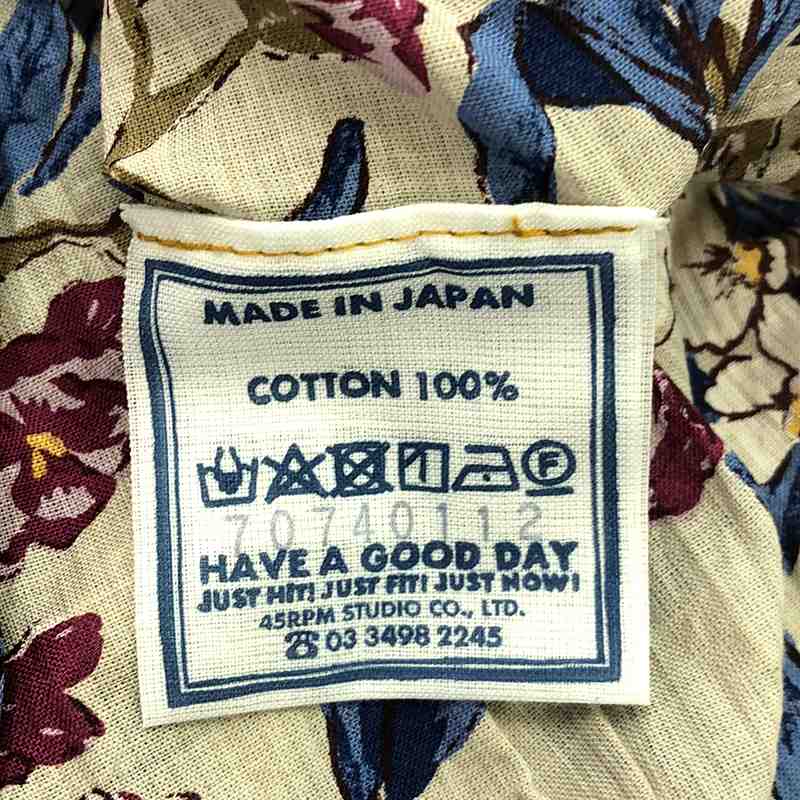 MADE IN JAPAN
COTTON 100%
F
70740112
HAVE A GOOD DAY
JUST HIT! JUST FIT! JUST NOW!
45RPM STUDIO CO., LTD.
☎ 03 3498 2245